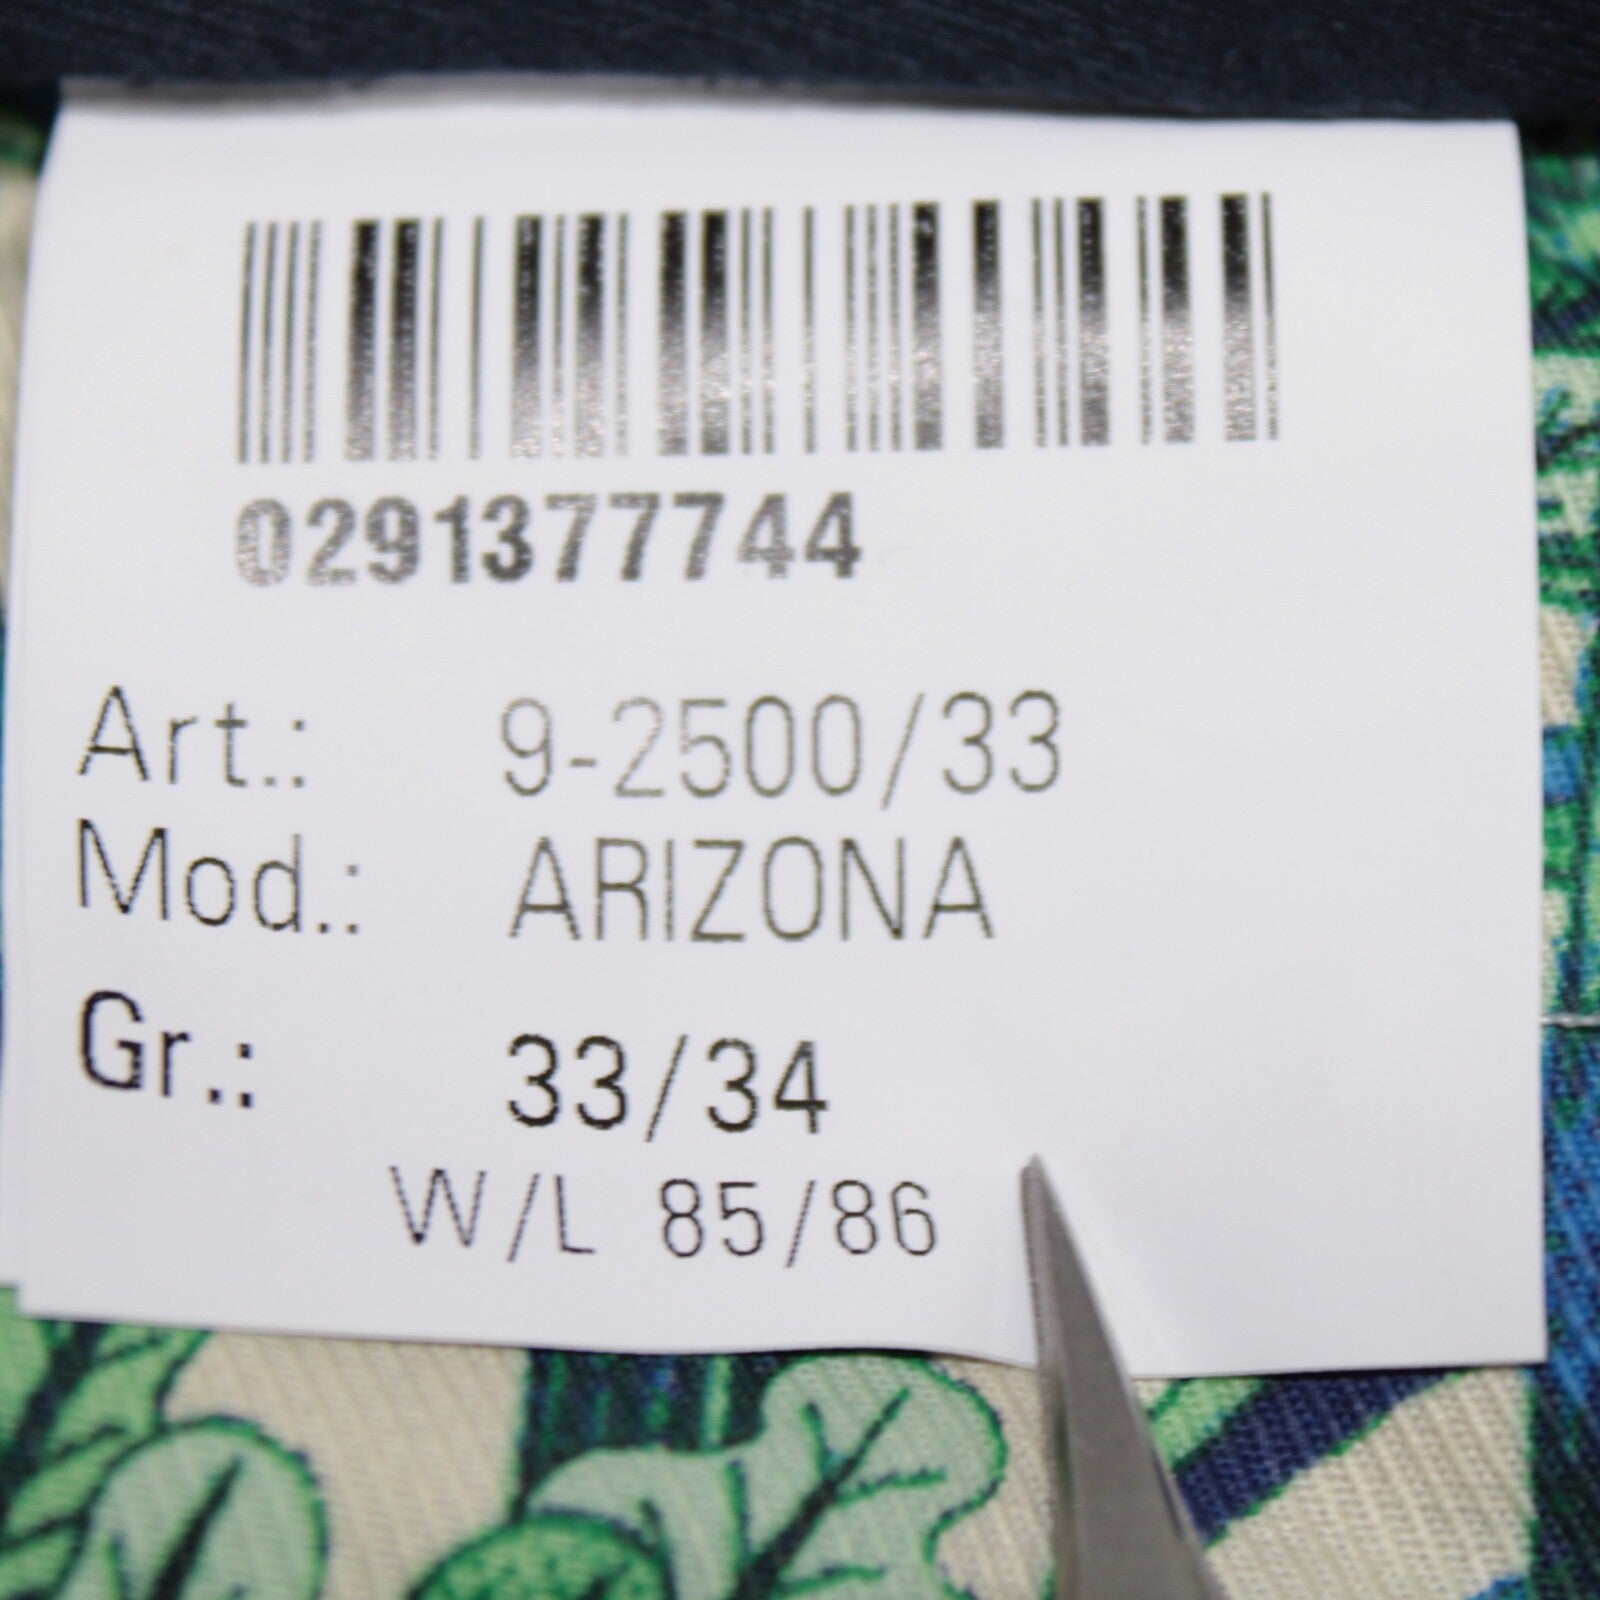 0291377744
Art.: 9-2500/33
Mod.: ARIZONA
Gr.: 33/34
W/L 85/86